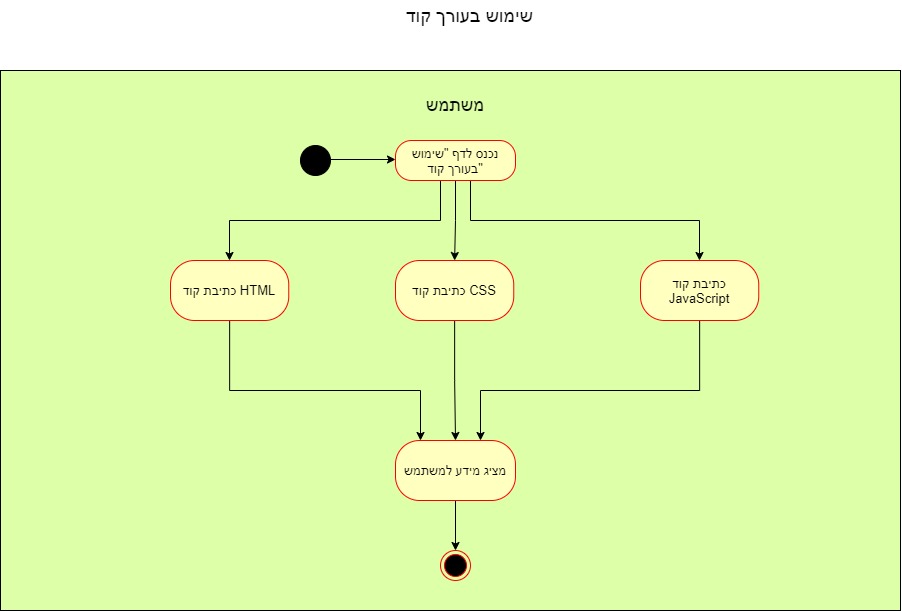 שימוש בעורך קוד
משתמש
נכנס לדף "שימוש
בעורך קוד"
כתיבת קוד HTML
כתיבת קוד CSS
כתיבת קוד
JavaScript
מציג מידע למשתמש